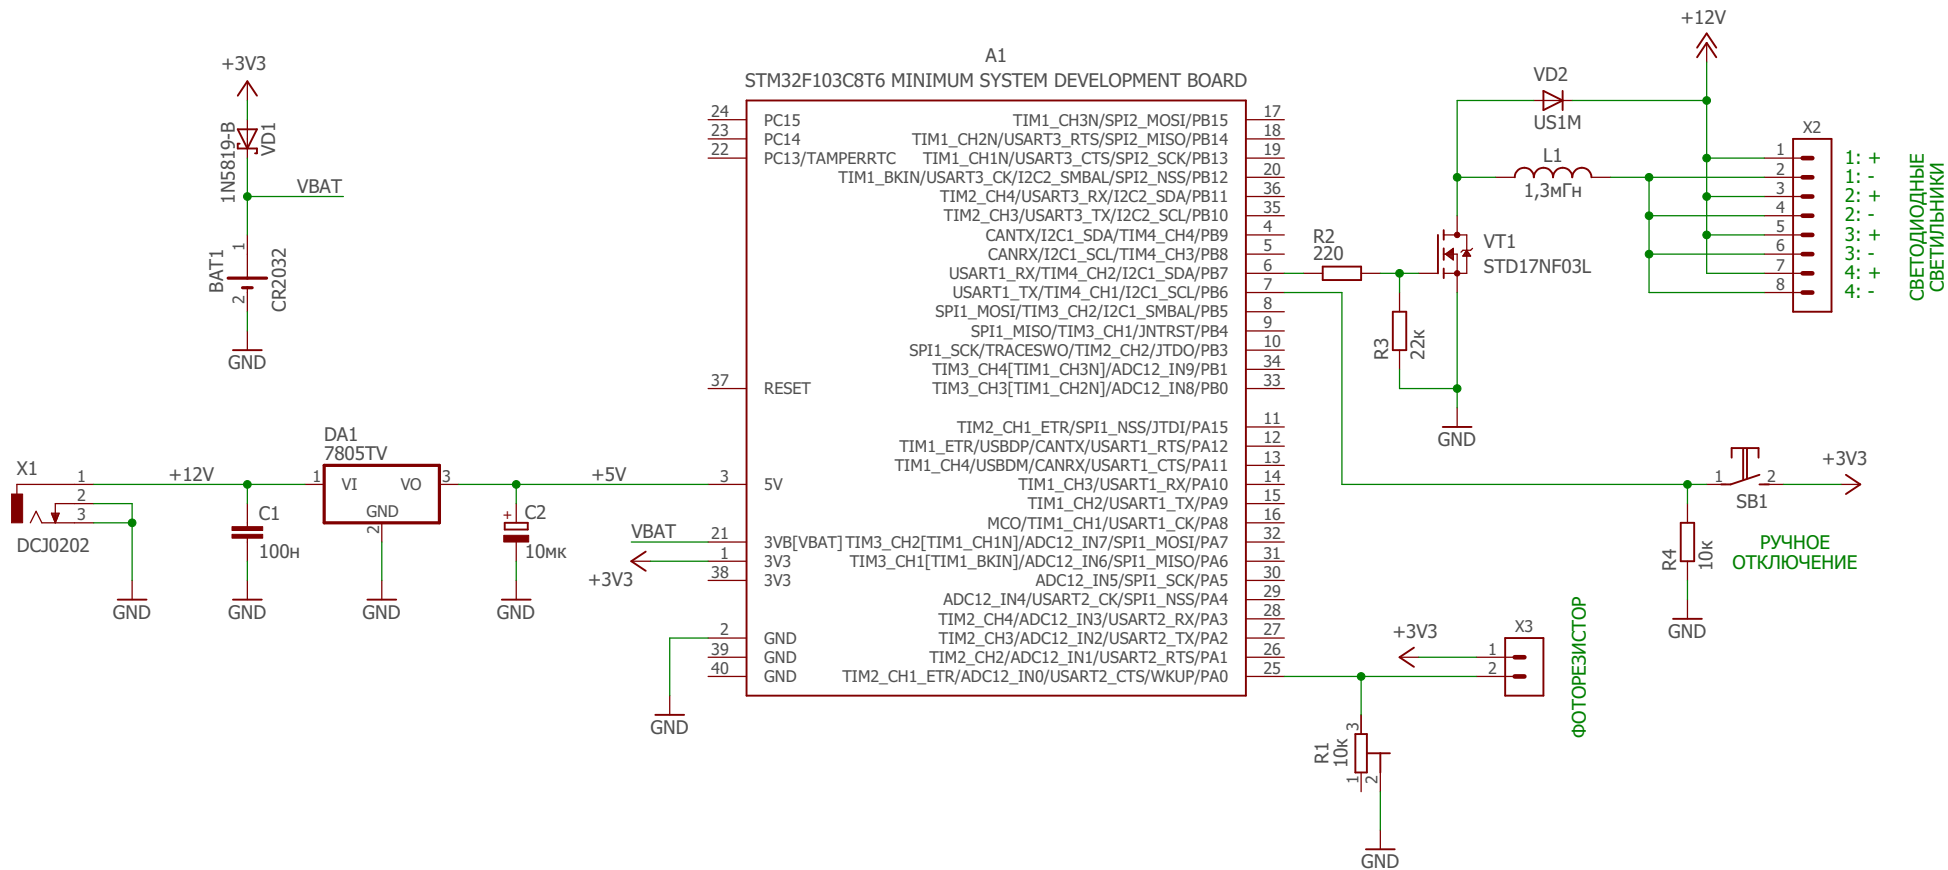 +3V3
1N5819-B
VD1
VBAT
BAT1
1
2
CR2032
GND
X1
1
2
3
DCJ0202
GND
+12V
C1
100н
GND
DA1
7805TV
1
VI
VO
3
GND
2
GND
+5V
+
C2
10мк
GND
A1
STM32F103C8T6 MINIMUM SYSTEM DEVELOPMENT BOARD
24 PC15
23 PC14
22 PC13/TAMPERRTC
37 RESET
3 5V
VBAT 21 3VB[VBAT]
+3V3 1 3V3
38 3V3
2 GND
39 GND
40 GND
GND
TIM1_CH3N/SPI2_MOSI/PB15 17
TIM1_CH2N/USART3_RTS/SPI2_MISO/PB14 18
TIM1_CH1N/USART3_CTS/SPI2_SCK/PB13 19
TIM1_BKIN/USART3_CK/I2C2_SMBAL/SPI2_NSS/PB12 20
TIM2_CH4/USART3_RX/I2C2_SDA/PB11 36
TIM2_CH3/USART3_TX/I2C2_SCL/PB10 35
CANTX/I2C1_SDA/TIM4_CH4/PB9 4
CANRX/I2C1_SCL/TIM4_CH3/PB8 5
USART1_RX/TIM4_CH2/I2C1_SDA/PB7 6
USART1_TX/TIM4_CH1/I2C1_SCL/PB6 7
SPI1_MOSI/TIM3_CH2/I2C1_SMBAL/PB5 8
SPI1_MISO/TIM3_CH1/JNTRST/PB4 9
SPI1_SCK/TRACESWO/TIM2_CH2/JTDO/PB3 10
TIM3_CH4[TIM1_CH3N]/ADC12_IN9/PB1 34
TIM3_CH3[TIM1_CH2N]/ADC12_IN8/PB0 33
TIM2_CH1_ETR/SPI1_NSS/JTDI/PA15 11
TIM1_ETR/USBDP/CANTX/USART1_RTS/PA12 12
TIM1_CH4/USBDM/CANRX/USART1_CTS/PA11 13
TIM1_CH3/USART1_RX/PA10 14
TIM1_CH2/USART1_TX/PA9 15
MCO/TIM1_CH1/USART1_CK/PA8 16
TIM3_CH2[TIM1_CH1N]/ADC12_IN7/SPI1_MOSI/PA7 32
TIM3_CH1[TIM1_BKIN]/ADC12_IN6/SPI1_MISO/PA6 31
ADC12_IN5/SPI1_SCK/PA5 30
ADC12_IN4/USART2_CK/SPI1_NSS/PA4 29
TIM2_CH4/ADC12_IN3/USART2_RX/PA3 28
TIM2_CH3/ADC12_IN2/USART2_TX/PA2 27
TIM2_CH2/ADC12_IN1/USART2_RTS/PA1 26
TIM2_CH1_ETR/ADC12_IN0/USART2_CTS/WKUP/PA0 25
+12V
VD2
US1M
L1
1,3мГн
R2
220
VT1
STD17NF03L
R3
22к
GND
X2
1 1: +
2 1: -
3 2: +
4 2: -
5 3: +
6 3: -
7 4: +
8 4: -
СВЕТОДИОДНЫЕ
СВЕТИЛЬНИКИ
1
2
SB1
+3V3
R4
10к
GND
РУЧНОЕ
ОТКЛЮЧЕНИЕ
+3V3
X3
1
2
ФОТОРЕЗИСТОР
R1
10к
3
1
2
GND